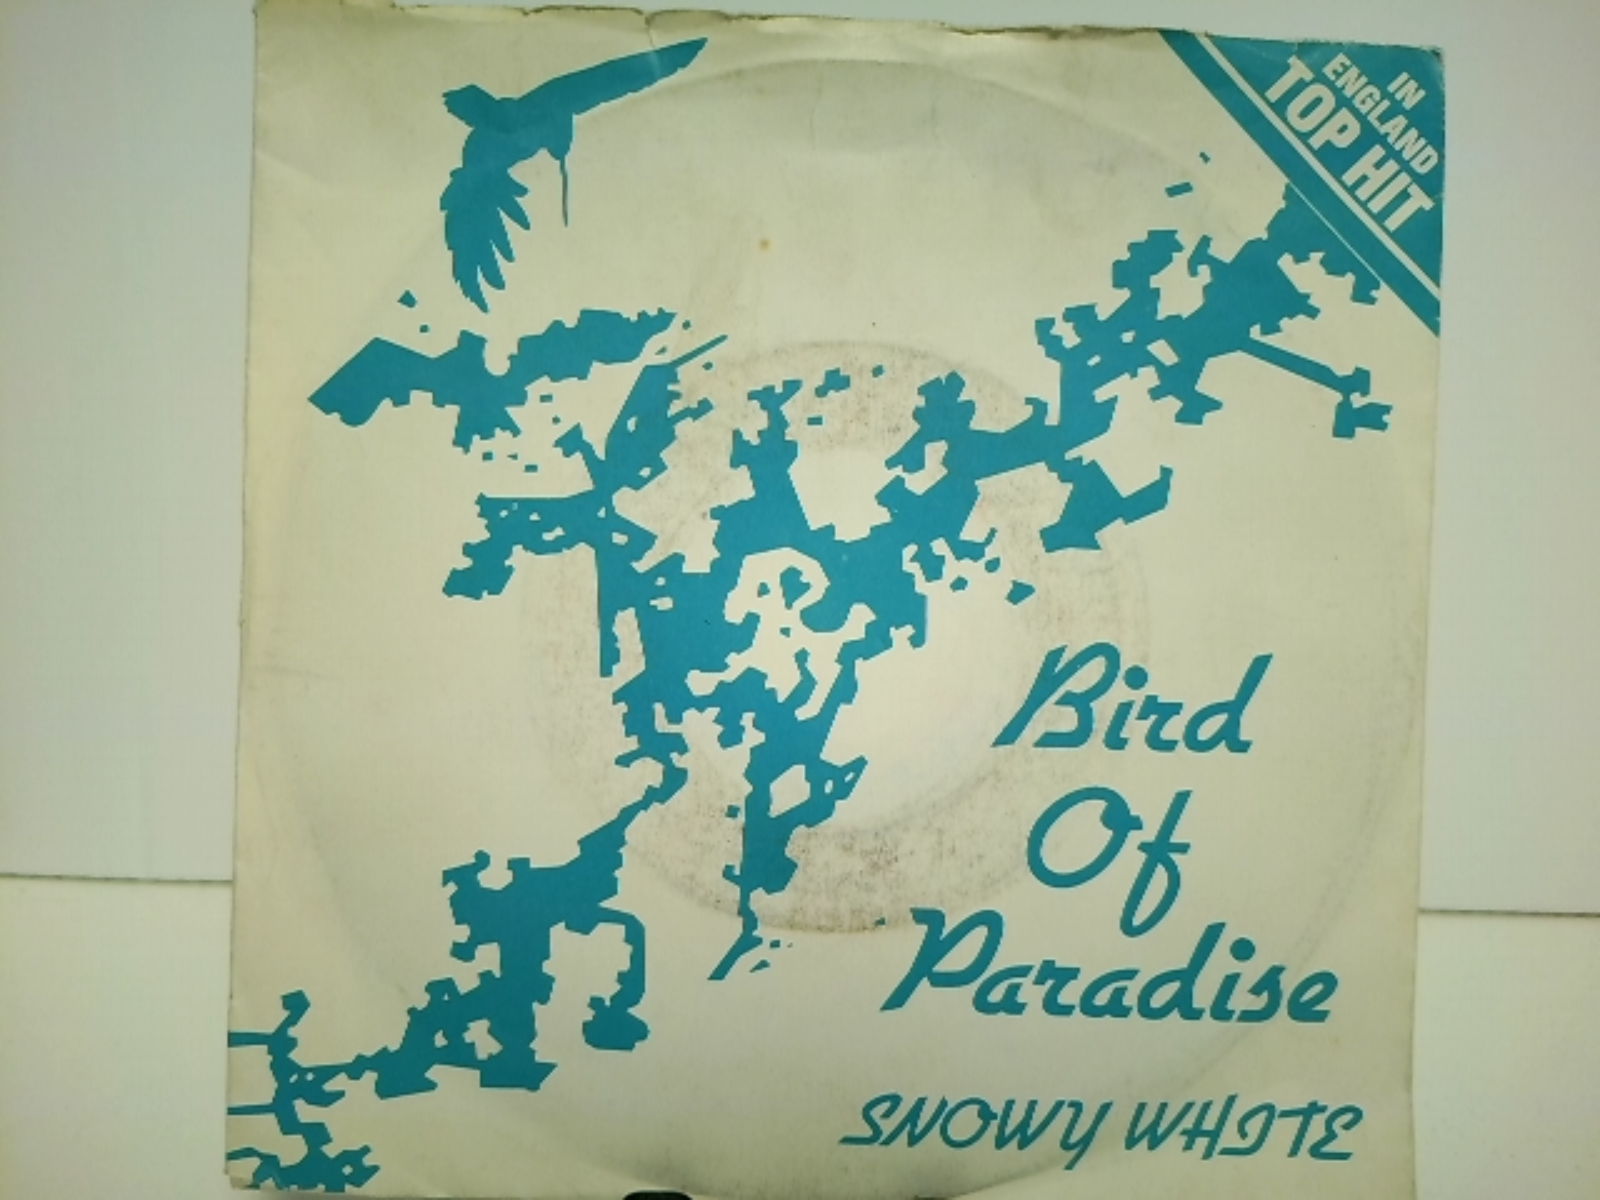 IN
ENGLAND
TOP HIT
Bird
Of
Paradise
SNOWY WHITE